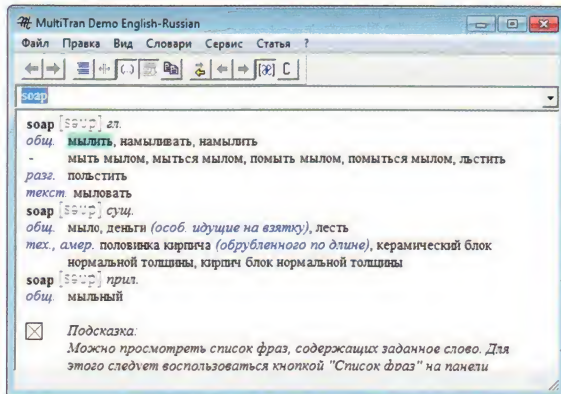 MultiTran Demo English-Russian
Файл Правка Вид Словари Сервис Статья ?
soap
soap гл.
общ. мылить, намыливать, намылить
- мыть мылом, мыться мылом, помыть мылом, помыться мылом, льстить
разг. польстить
текст. мыловать
soap сущ.
общ. мыло, деньги (особ. идущие на взятку), лесть
тех., амер. половинка кирпича (обрубленного по длине), керамический блок
нормальной толщины, кирпич блок нормальной толщины
soap прил.
общ. мыльный
Подсказка:
Можно просмотреть список фраз, содержащих заданное слово. Для
этого следует воспользоваться кнопкой "Список фраз" на панели